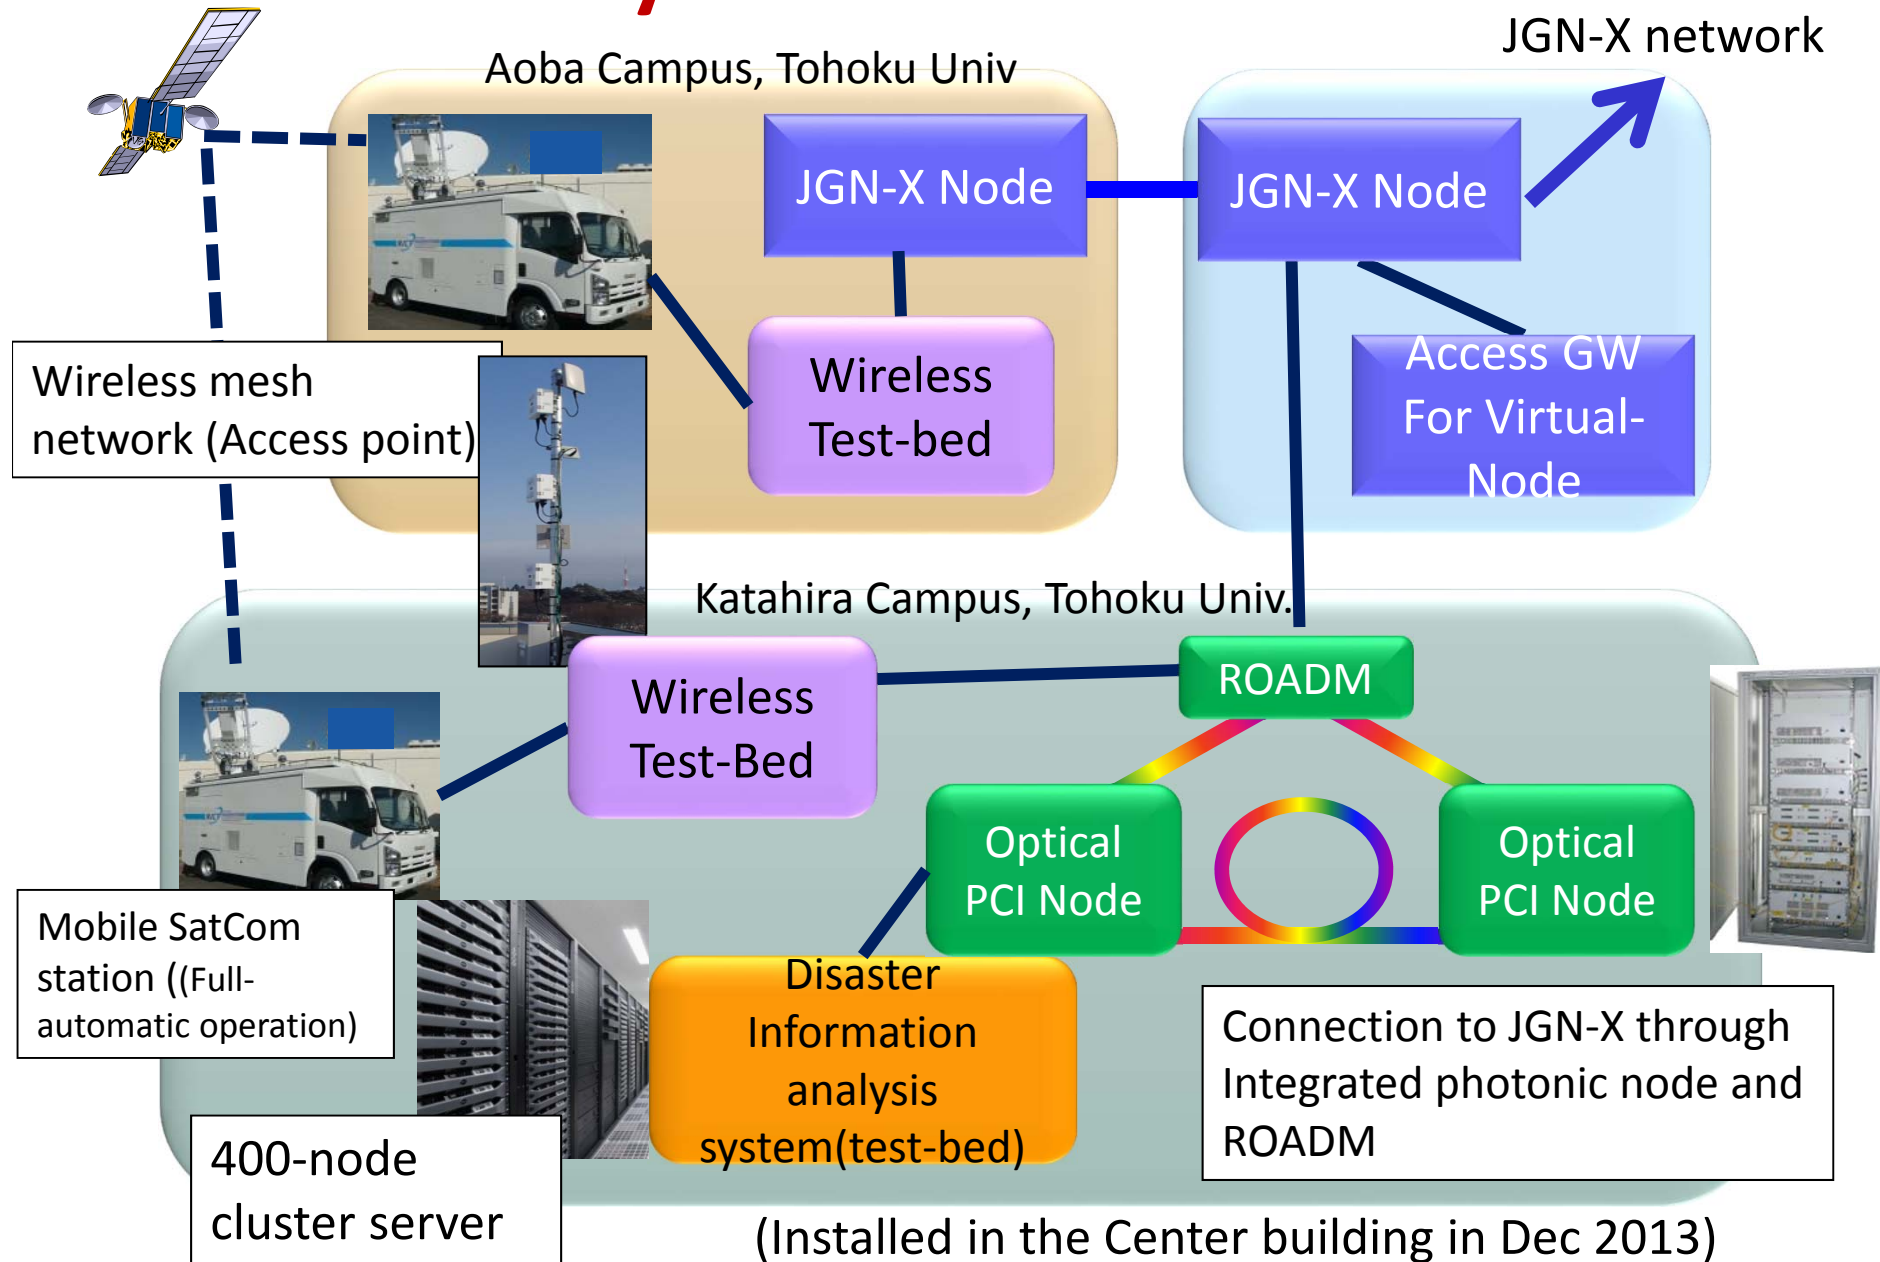 JGN-X network
Aoba Campus, Tohoku Univ
JGN-X Node
JGN-X Node
Wireless
Test-bed
Access GW
For Virtual-
Node
Wireless mesh
network (Access point)
Katahira Campus, Tohoku Univ.
ROADM
Wireless
Test-Bed
Optical
PCI Node
Optical
PCI Node
Mobile SatCom
station ((Full-
automatic operation)
Disaster
Information
analysis
system(test-bed)
Connection to JGN-X through
Integrated photonic node and
ROADM
400-node
cluster server
(Installed in the Center building in Dec 2013)